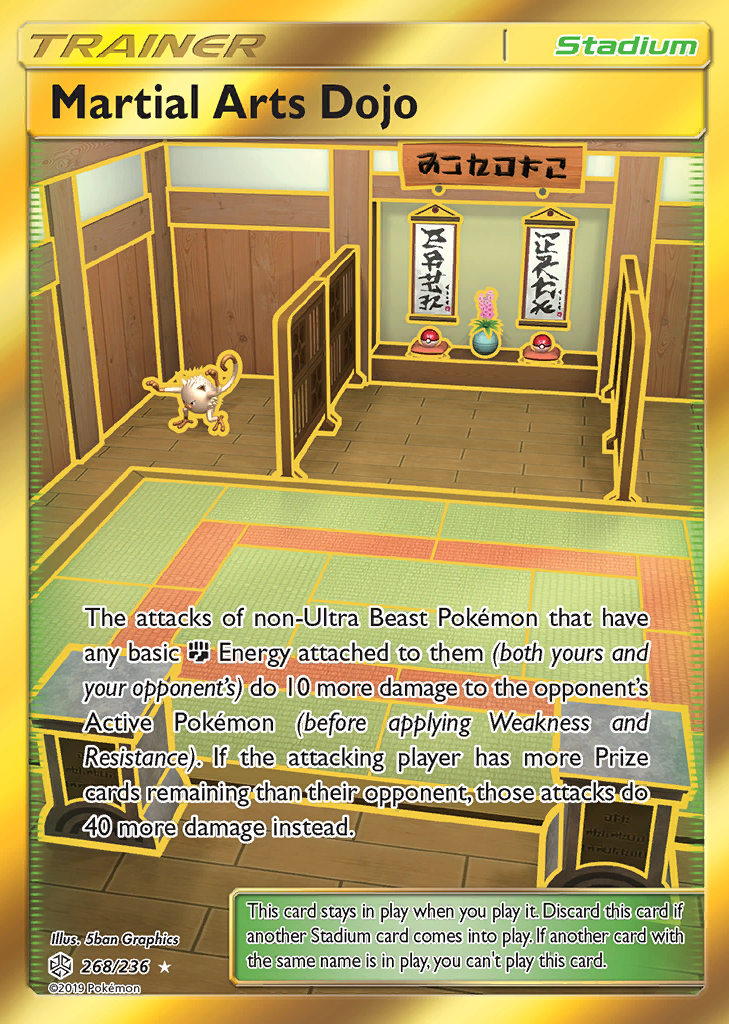 TRAINER
Stadium
Martial Arts Dojo
The attacks of non-Ultra Beast Pokémon that have
any basic Energy attached to them (both yours and
your opponent's) do 10 more damage to the opponent's
Active Pokémon (before applying Weakness and
Resistance). If the attacking player has more Prize
cards remaining than their opponent, those attacks do
40 more damage instead.
This card stays in play when you play it. Discard this card if
another Stadium card comes into play. If another card with
the same name is in play, you can't play this card.
Illus. 5ban Graphics
268/236
©2019 Pokémon